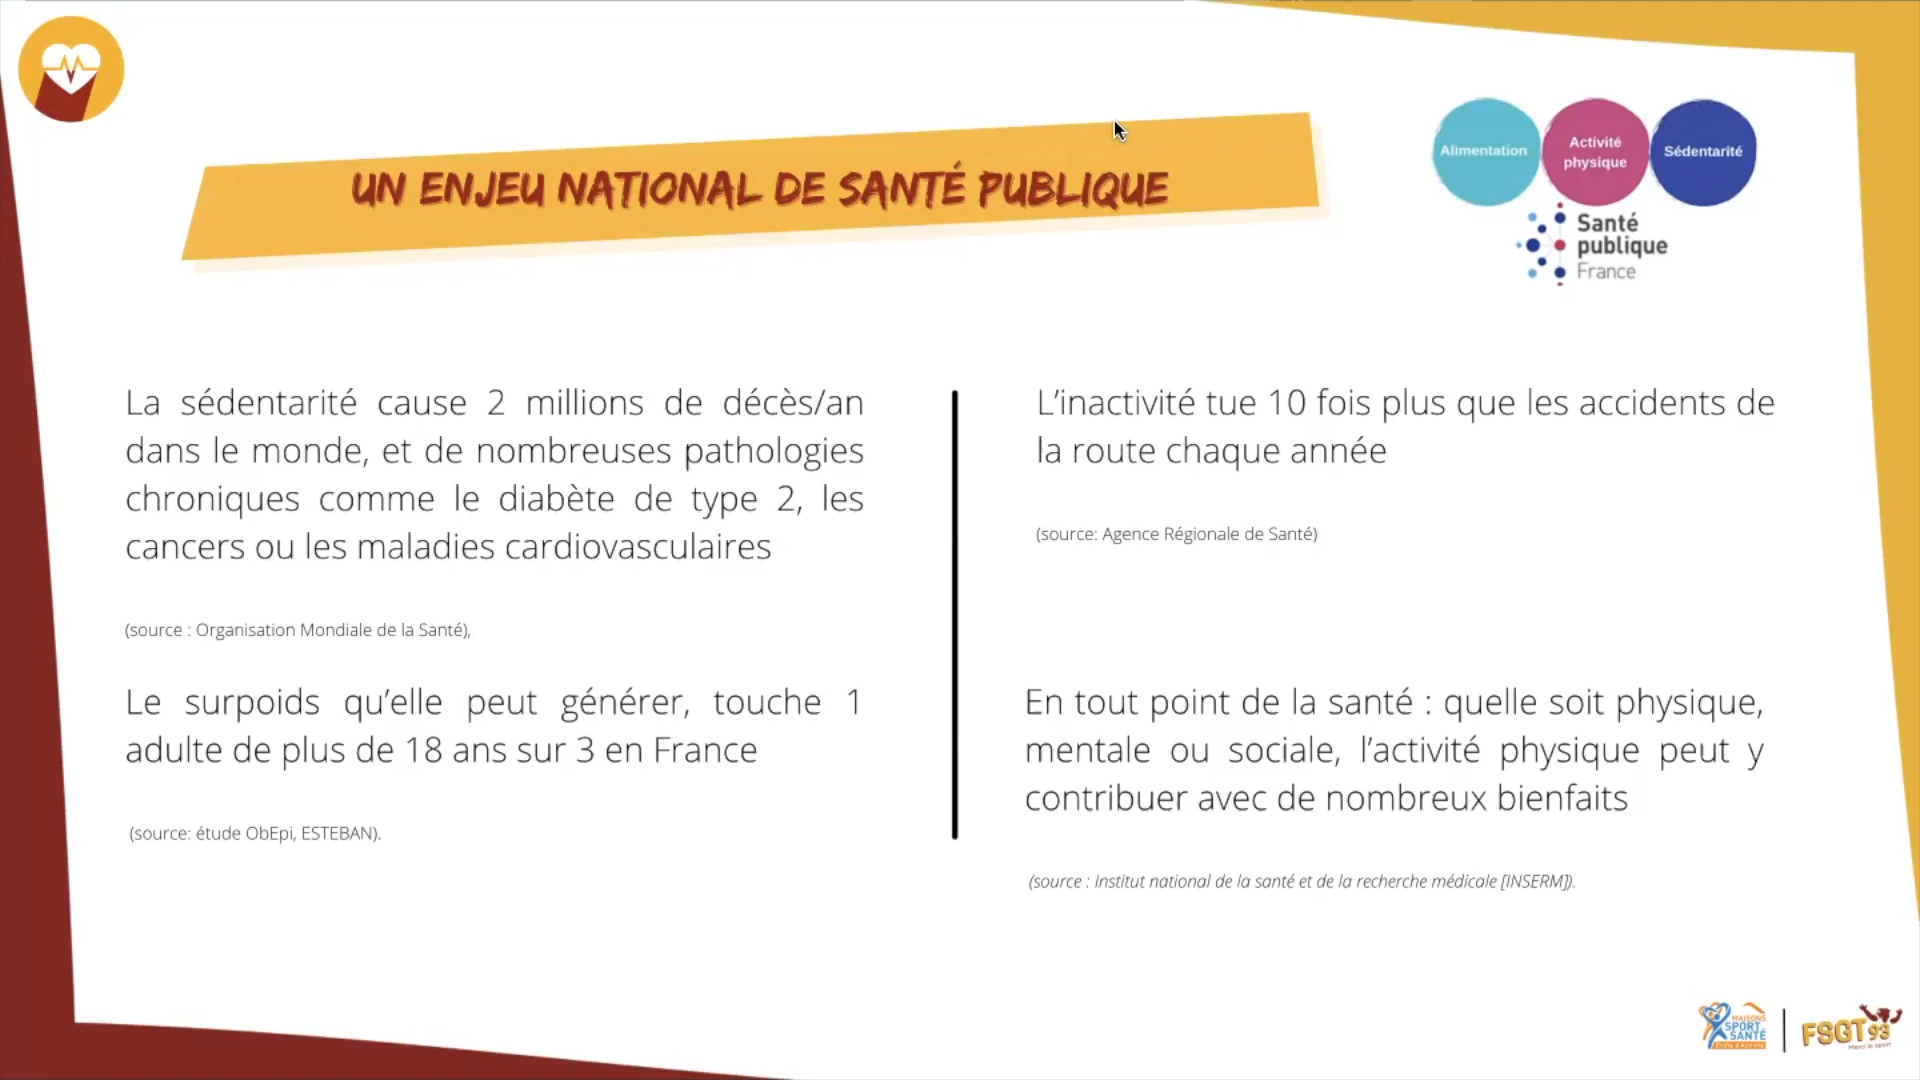 UN ENJEU NATIONAL DE SANTÉ PUBLIQUE
Alimentation
Activité
physique
Sédentarité
Santé
publique
France
La sédentarité cause 2 millions de décès/an
dans le monde, et de nombreuses pathologies
chroniques comme le diabète de type 2, les
cancers ou les maladies cardiovasculaires
(source : Organisation Mondiale de la Santé),
Le surpoids qu’elle peut générer, touche 1
adulte de plus de 18 ans sur 3 en France
(source: étude ObEpi, ESTEBAN).
L’inactivité tue 10 fois plus que les accidents de
la route chaque année
(source: Agence Régionale de Santé)
En tout point de la santé : quelle soit physique,
mentale ou sociale, l’activité physique peut y
contribuer avec de nombreux bienfaits
(source : Institut national de la santé et de la recherche médicale [INSERM]).
MAISONS
SPORT
SANTÉ
FSGT 93